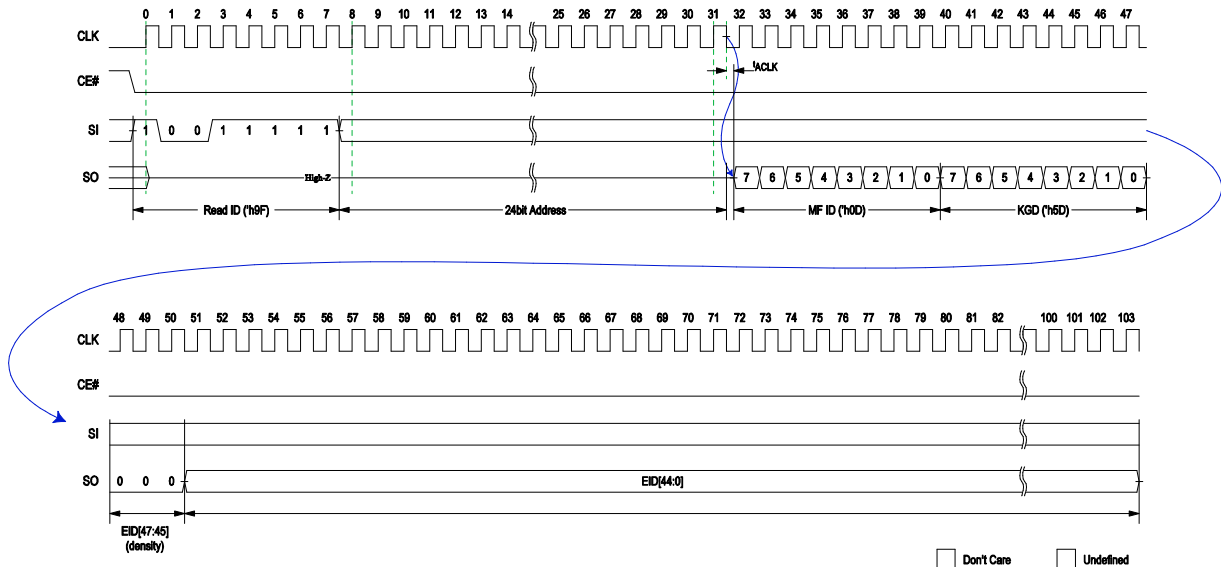 0 1 2 3 4 5 6 7 8 9 10 11 12 13 14 25 26 27 28 29 30 31 32 33 34 35 36 37 38 39 40 41 42 43 44 45 46 47
CLK
tACLK
CE#
SI 1 0 0 1 1 1 1 1
SO High-Z 7 6 5 4 3 2 1 0 7 6 5 4 3 2 1 0
Read ID ('h9F) 24bit Address MF ID ('h0D) KGD ('h5D)
48 49 50 51 52 53 54 55 56 57 58 59 60 61 62 63 64 65 66 67 68 69 70 71 72 73 74 75 76 77 78 79 80 81 82 100 101 102 103
CLK
CE#
SI
SO 0 0 0 EID[44:0]
EID[47:45]
(density)
Don't Care Undefined